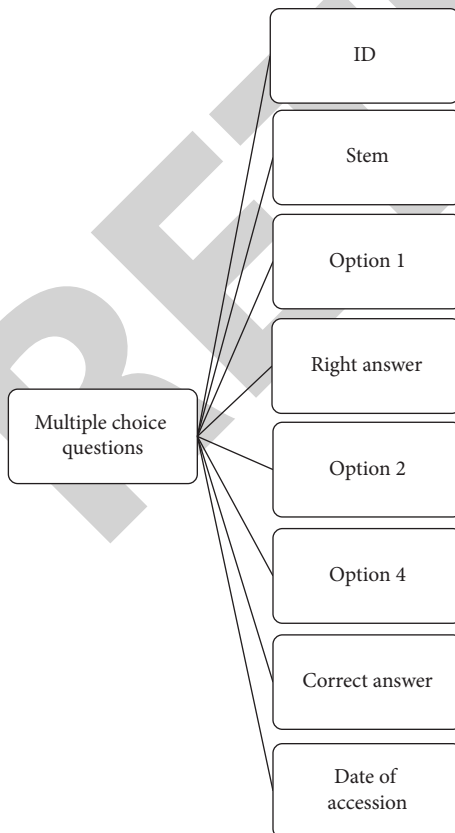 ID
Stem
Option 1
Right answer
Multiple choice
questions
Option 2
Option 4
Correct answer
Date of
accession